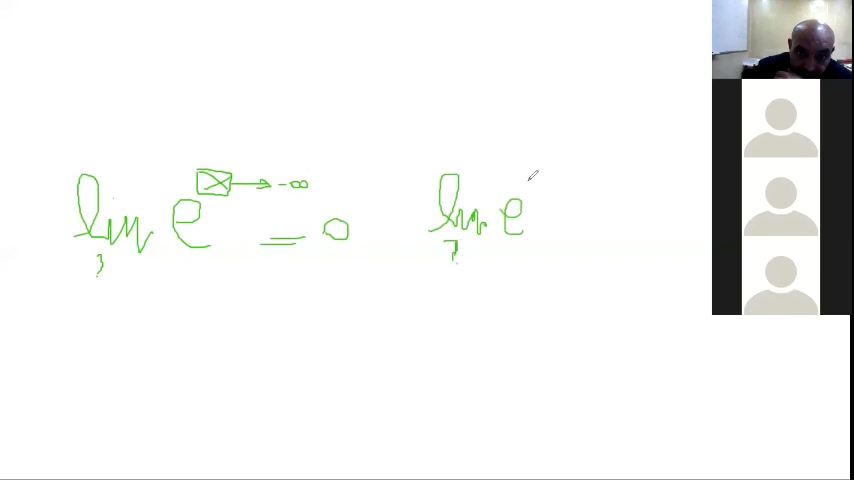 lim e^{☒ → -∞} = 0 lim e
? ?